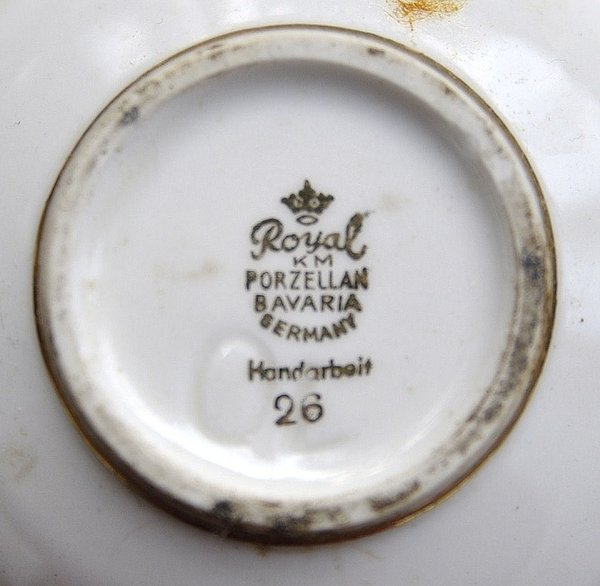 Royal
KM
PORZELLAN
BAVARIA
GERMANY
Handarbeit
26